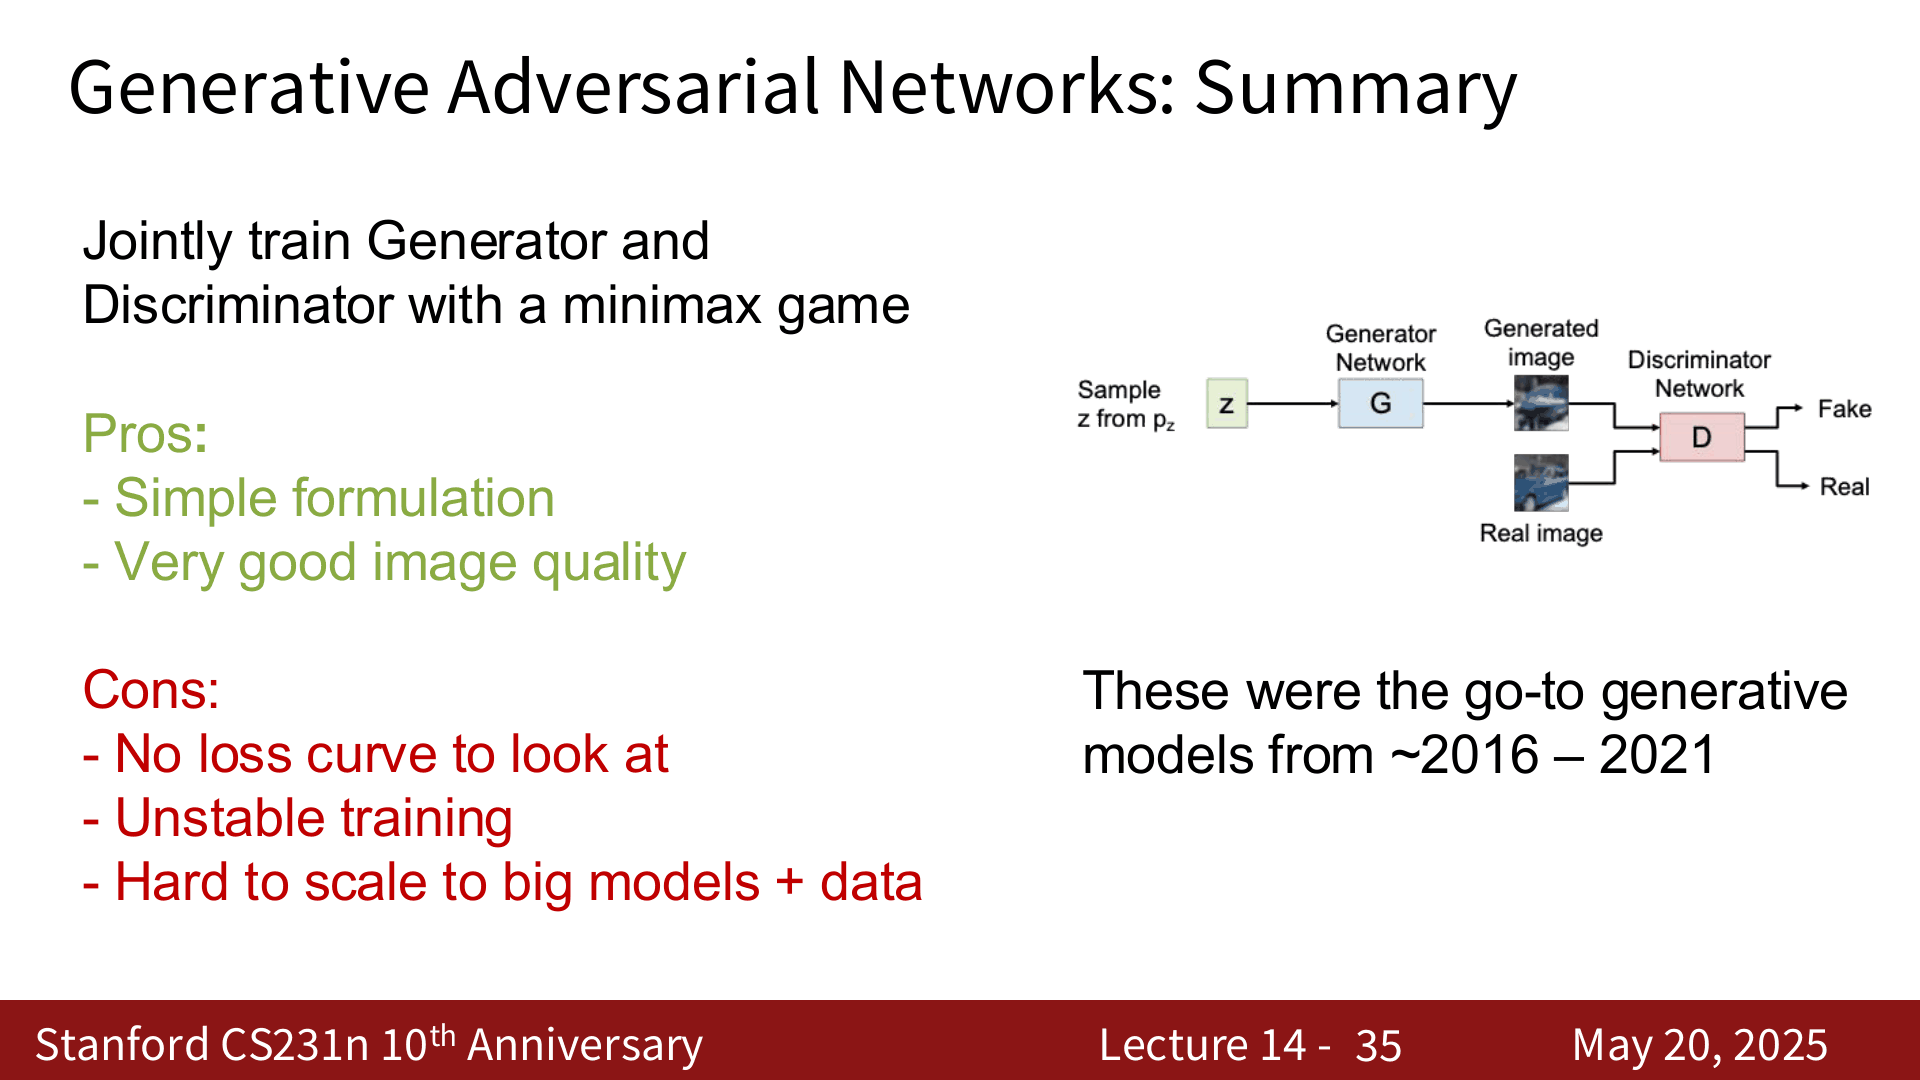 Generative Adversarial Networks: Summary
Jointly train Generator and
Discriminator with a minimax game
Pros:
- Simple formulation
- Very good image quality
Cons:
- No loss curve to look at
- Unstable training
- Hard to scale to big models + data
Sample
z from pz
z
Generator
Network
G
Generated
image
Real image
Discriminator
Network
D
Fake
Real
These were the go-to generative
models from ~2016 – 2021
Stanford CS231n 10th Anniversary
Lecture 14 - 35
May 20, 2025